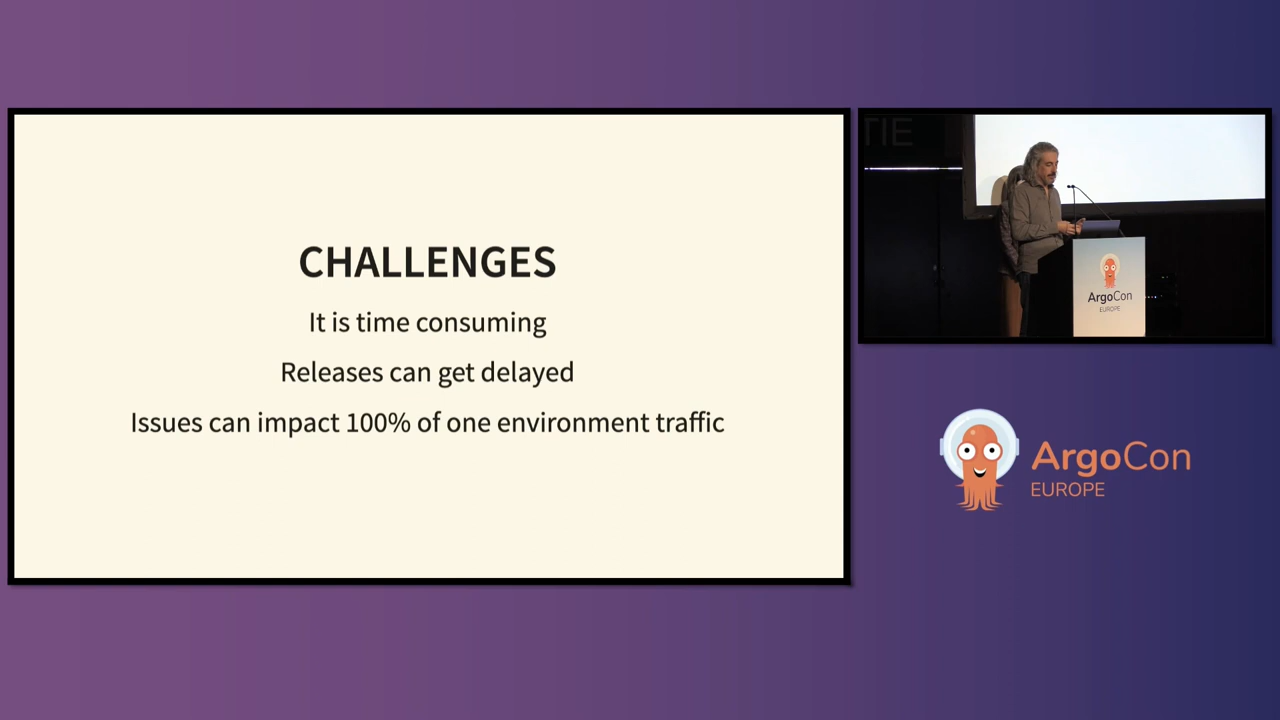 CHALLENGES
It is time consuming
Releases can get delayed
Issues can impact 100% of one environment traffic
TIE
ArgoCon
EUROPE
ArgoCon
EUROPE